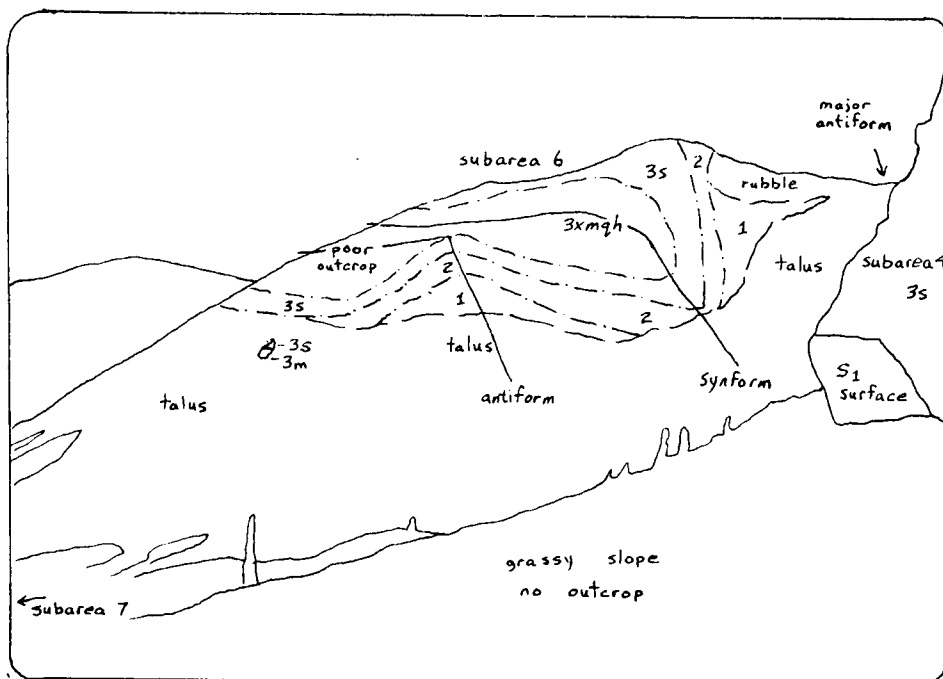 major
antiform
subarea 6
3s
2
rubble
3xmqh
1
talus
subarea 4
3s
poor
outcrop
2
3s
1
2
-3s
-3m
talus
talus
antiform
synform
S1
surface
grassy slope
no outcrop
subarea 7